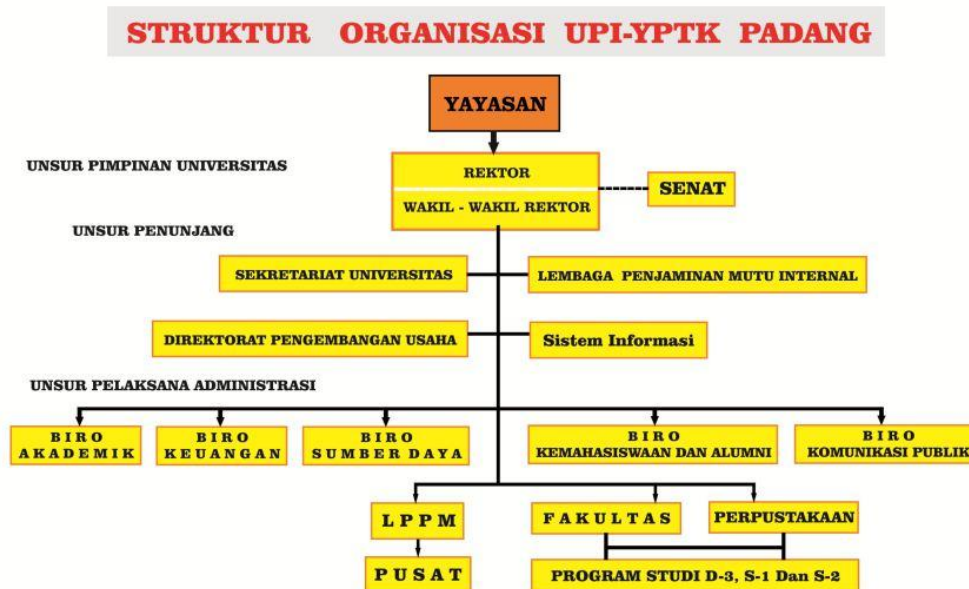 STRUKTUR ORGANISASI UPI-YPTK PADANG
YAYASAN
UNSUR PIMPINAN UNIVERSITAS
REKTOR
WAKIL - WAKIL REKTOR
SENAT
UNSUR PENUNJANG
SEKRETARIAT UNIVERSITAS
LEMBAGA PENJAMINAN MUTU INTERNAL
DIREKTORAT PENGEMBANGAN USAHA
Sistem Informasi
UNSUR PELAKSANA ADMINISTRASI
BIRO
AKADEMIK
BIRO
KEUANGAN
BIRO
SUMBER DAYA
BIRO
KEMAHASISWAAN DAN ALUMNI
BIRO
KOMUNIKASI PUBLIK
LPPM
FAKULTAS
PERPUSTAKAAN
PUSAT
PROGRAM STUDI D-3, S-1 Dan S-2